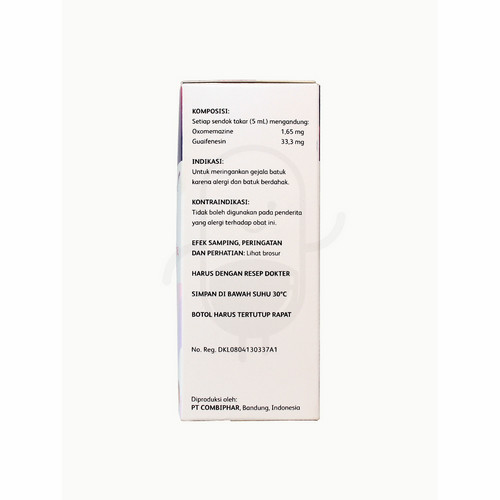 KOMPOSISI:
Setiap sendok takar (5 mL) mengandung:
Oxomemazine 1,65 mg
Guaifenesin 33,3 mg
INDIKASI:
Untuk meringankan gejala batuk
karena alergi dan batuk berdahak.
KONTRAINDIKASI:
Tidak boleh digunakan pada penderita
yang alergi terhadap obat ini.
EFEK SAMPING, PERINGATAN
DAN PERHATIAN: Lihat brosur
HARUS DENGAN RESEP DOKTER
SIMPAN DI BAWAH SUHU 30°C
BOTOL HARUS TERTUTUP RAPAT
No. Reg. DKL0804130337A1
Diproduksi oleh:
PT COMBIPHAR, Bandung, Indonesia